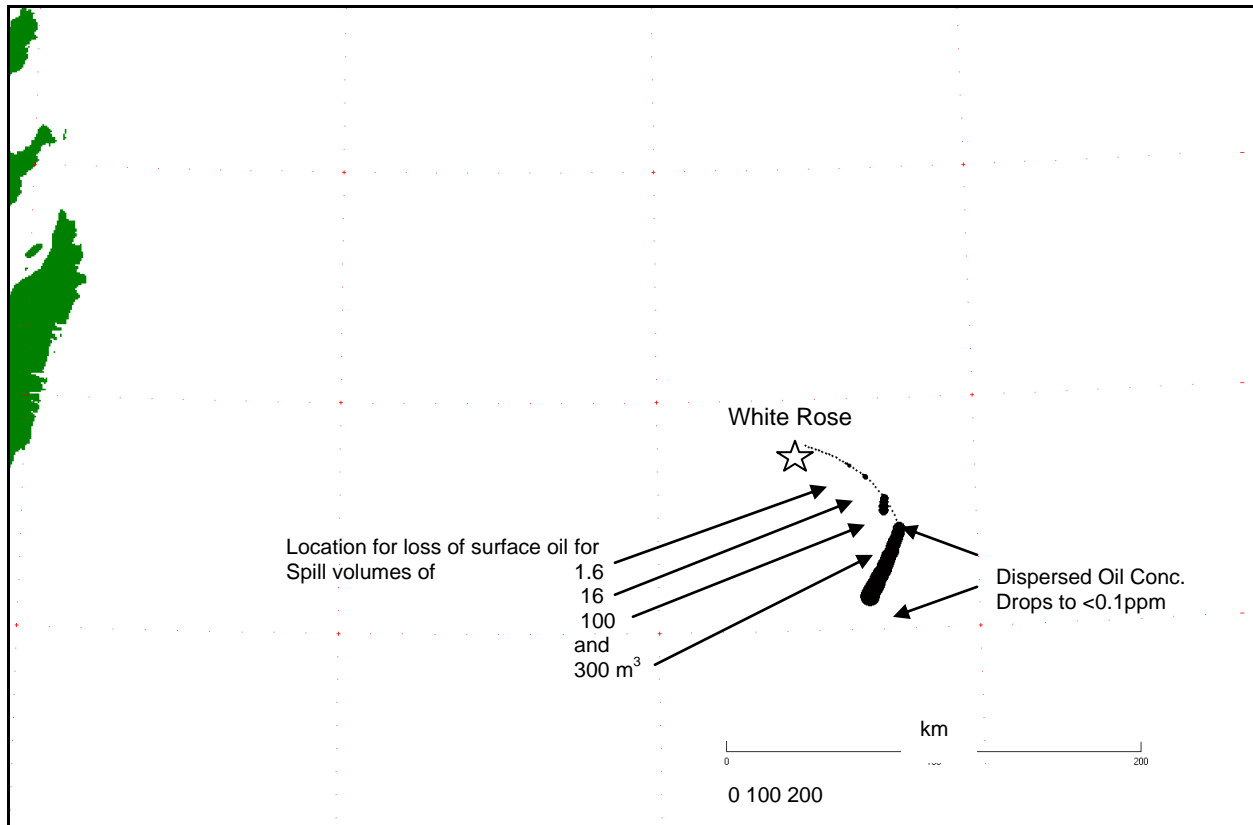 White Rose
Location for loss of surface oil for
Spill volumes of
1.6
16
100
and
300 m³
Dispersed Oil Conc.
Drops to <0.1ppm
km
0 200
0 100 200